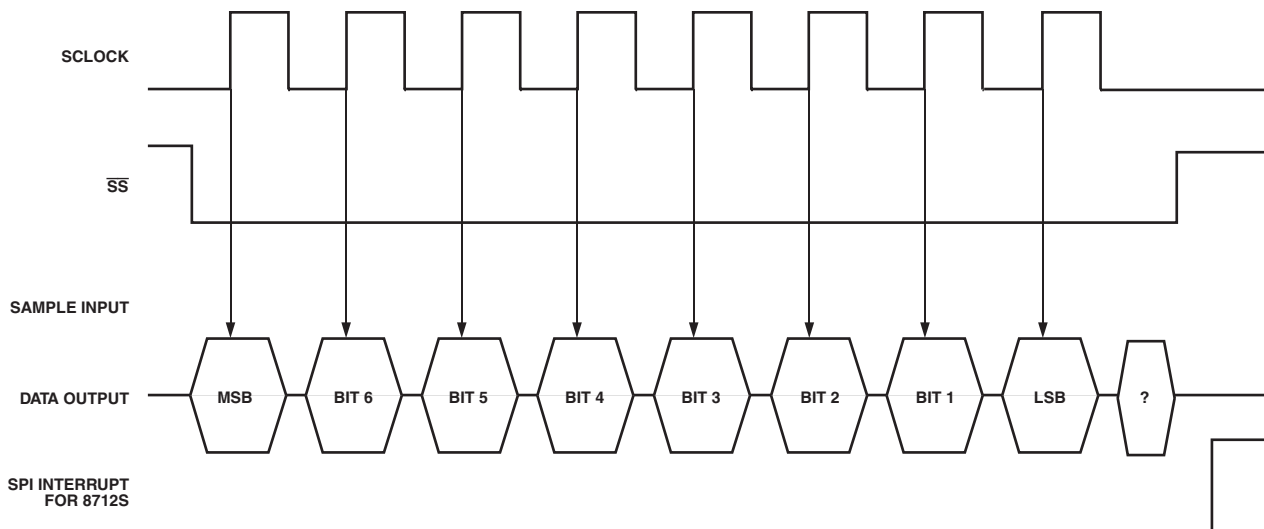 SCLOCK
SS
SAMPLE INPUT
DATA OUTPUT
MSB
BIT 6
BIT 5
BIT 4
BIT 3
BIT 2
BIT 1
LSB
?
SPI INTERRUPT
FOR 8712S